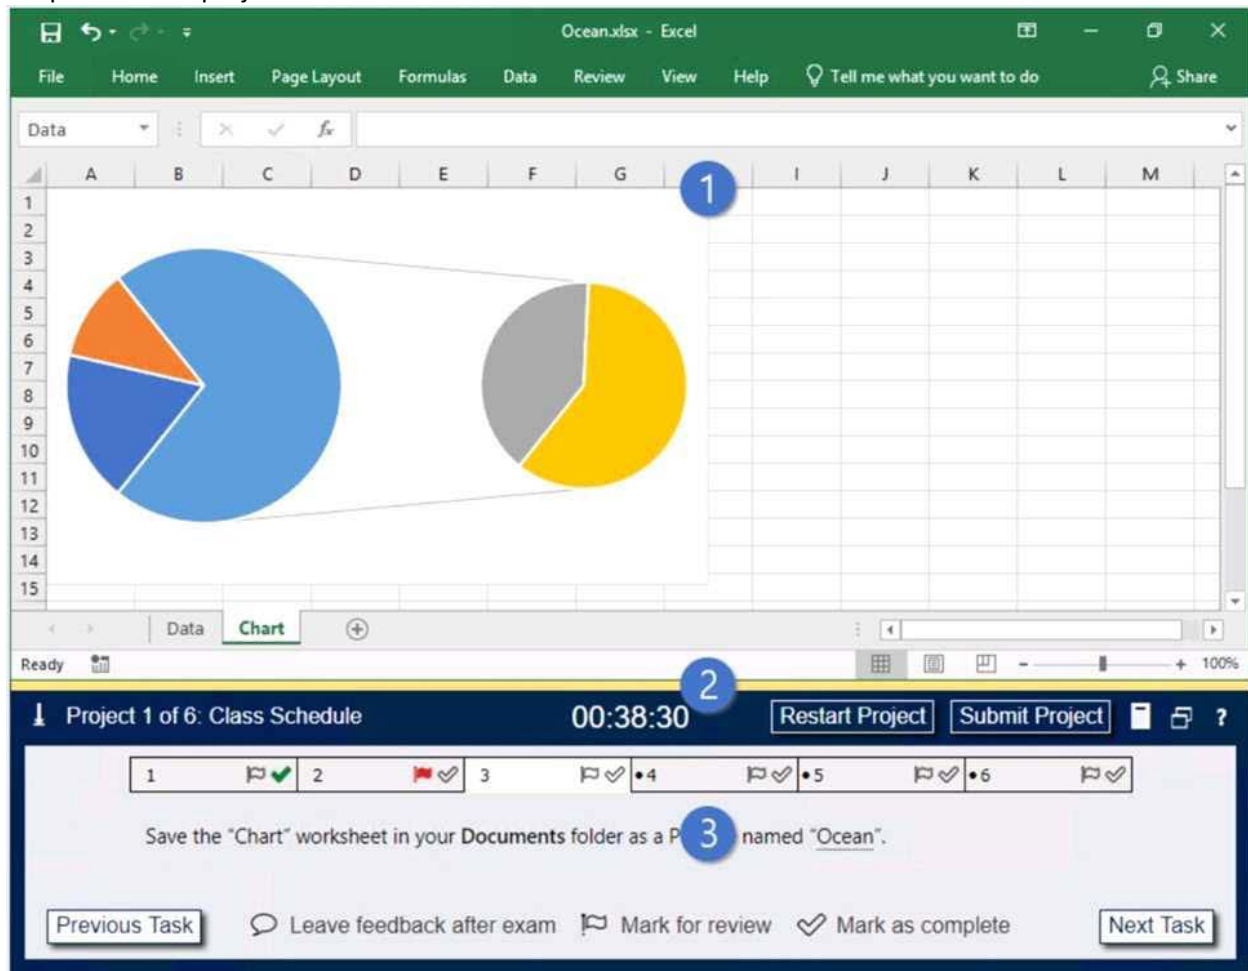 Ocean.xlsx - Excel
File Home Insert Page Layout Formulas Data Review View Help Tell me what you want to do Share
Data fx
A B C D E F G 1 I J K L M
1
2
3
4
5
6
7
8
9
10
11
12
13
14
15
Data Chart
Ready 100%
2
Project 1 of 6: Class Schedule 00:38:30 Restart Project Submit Project ?
1 2 3 •4 •5 •6
Save the "Chart" worksheet in your Documents folder as a P 3 named "Ocean".
Previous Task Leave feedback after exam Mark for review Mark as complete Next Task